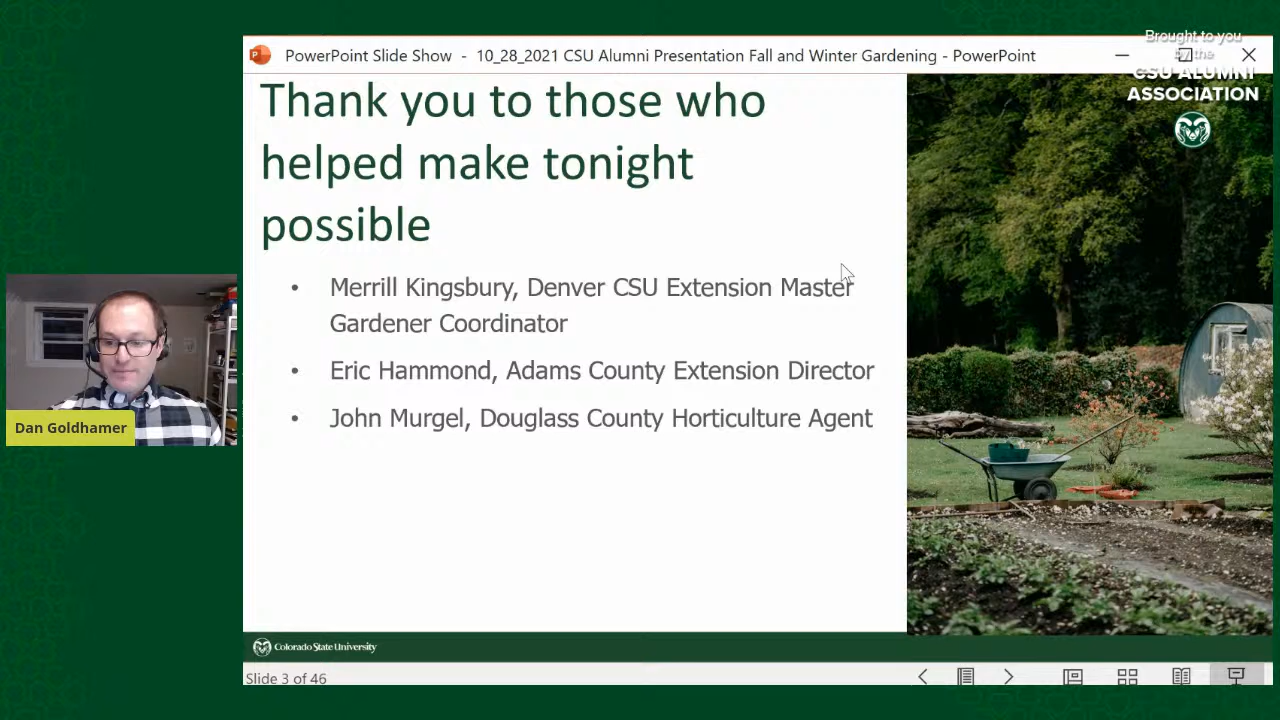 PowerPoint Slide Show - 10_28_2021 CSU Alumni Presentation Fall and Winter Gardening - PowerPoint
Brought to you
by the
CSU ALUMNI
ASSOCIATION
Thank you to those who
helped make tonight
possible
• Merrill Kingsbury, Denver CSU Extension Master
Gardener Coordinator
• Eric Hammond, Adams County Extension Director
• John Murgel, Douglass County Horticulture Agent
Dan Goldhamer
Colorado State University
Slide 3 of 46